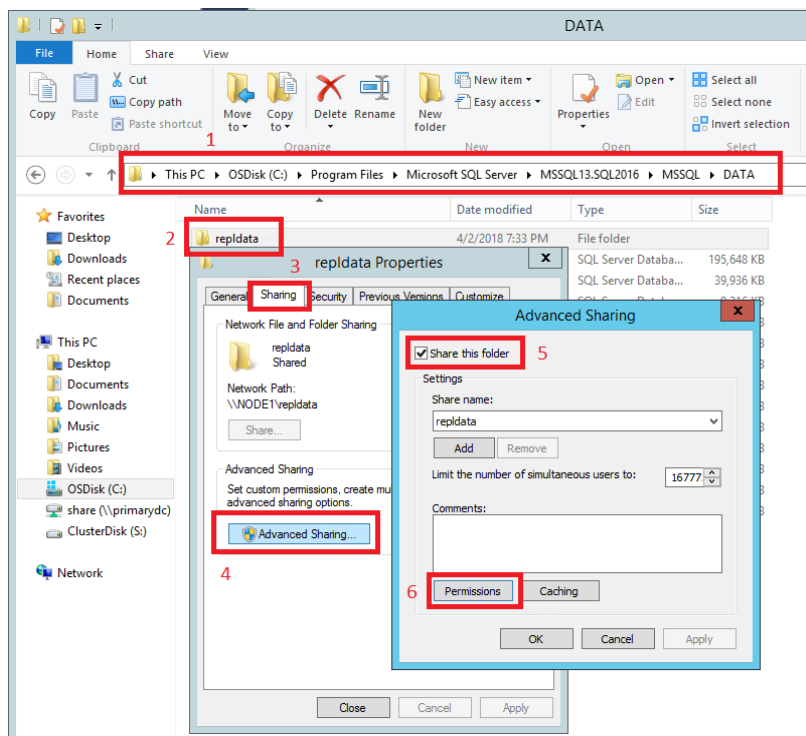 DATA
File Home Share View
Copy
Paste
Cut
Copy path
Paste shortcut
Clipboard
Move to
Copy to
Delete
Rename
Organize
New folder
New item
Easy access
New
Properties
Open
Edit
Open
Select all
Select none
Invert selection
Select
1
This PC OSDisk (C:) Program Files Microsoft SQL Server MSSQL13.SQL2016 MSSQL DATA
Name Date modified Type Size
2 repldata 4/2/2018 7:33 PM File folder
SQL Server Databa... 195,648 KB
SQL Server Databa... 39,936 KB
Favorites
Desktop
Downloads
Recent places
Documents
This PC
Desktop
Documents
Downloads
Music
Pictures
Videos
OSDisk (C:)
share (\\primarydc)
ClusterDisk (S:)
Network
3 repldata Properties x
General Sharing Security Previous Versions Customize
Network File and Folder Sharing
repldata
Shared
Network Path:
\\NODE1\repldata
Share...
Advanced Sharing
Set custom permissions, create mu
advanced sharing options.
Advanced Sharing...
4
Close Cancel Apply
Advanced Sharing x
Share this folder 5
Settings
Share name:
repldata
Add Remove
Limit the number of simultaneous users to: 16777
Comments:
6 Permissions Caching
OK Cancel Apply